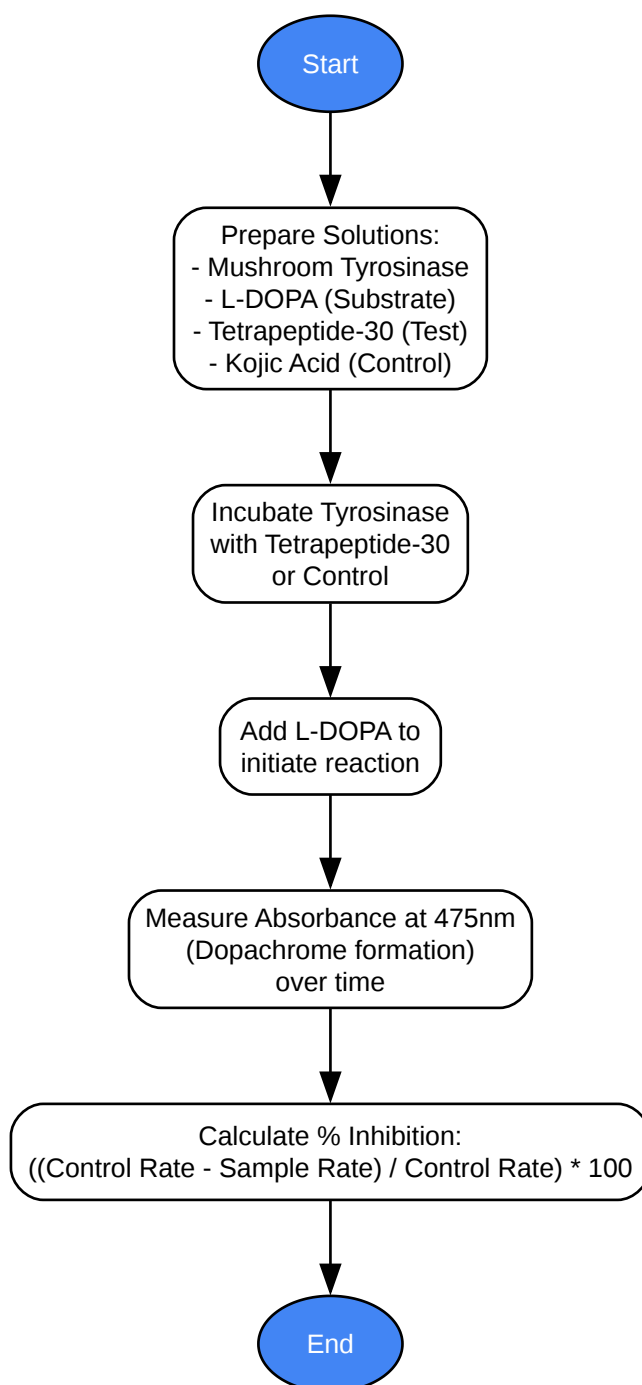 Start
Prepare Solutions:
- Mushroom Tyrosinase
- L-DOPA (Substrate)
- Tetrapeptide-30 (Test)
- Kojic Acid (Control)
Incubate Tyrosinase
with Tetrapeptide-30
or Control
Add L-DOPA to
initiate reaction
Measure Absorbance at 475nm
(Dopachrome formation)
over time
Calculate % Inhibition:
((Control Rate - Sample Rate) / Control Rate) * 100
End